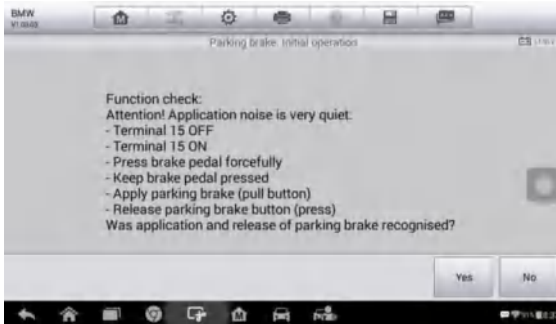 BMW
Parking brake: Initial operation
Function check:
Attention! Application noise is very quiet:
- Terminal 15 OFF
- Terminal 15 ON
- Press brake pedal forcefully
- Keep brake pedal pressed
- Apply parking brake (pull button)
- Release parking brake button (press)
Was application and release of parking brake recognised?
Yes
No